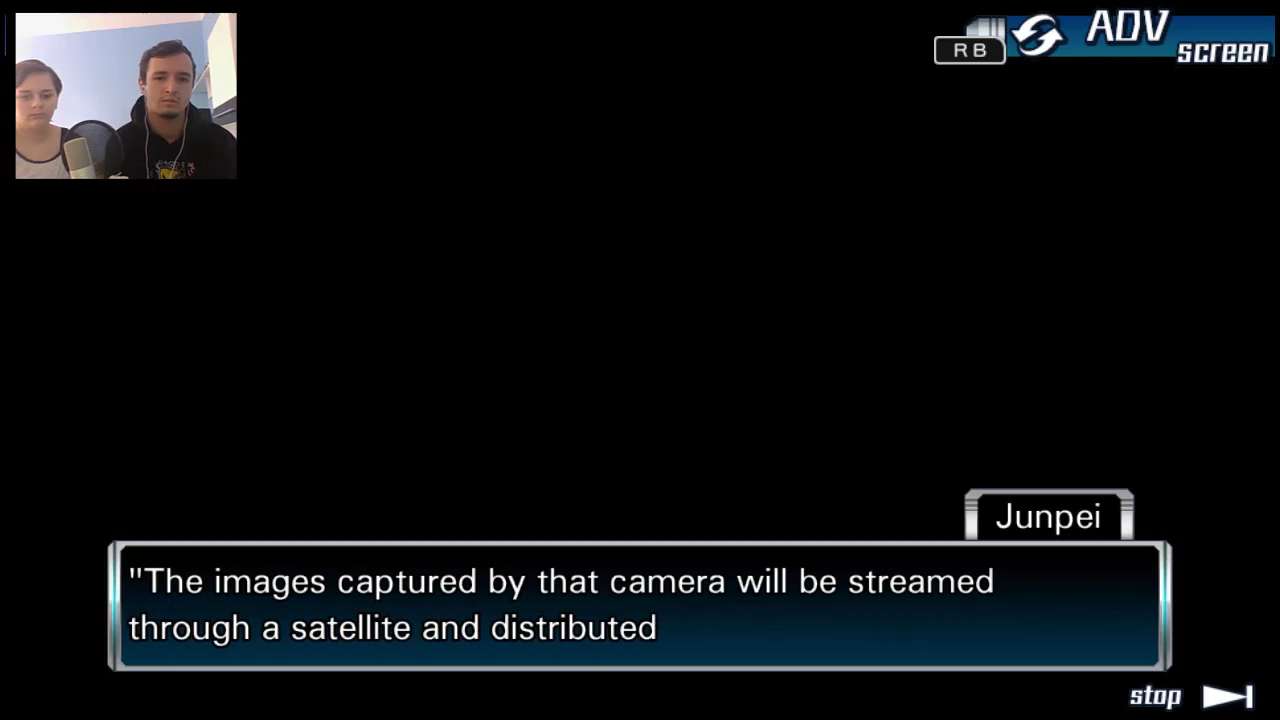 RB
ADV
screen
Junpei
"The images captured by that camera will be streamed
through a satellite and distributed
stop